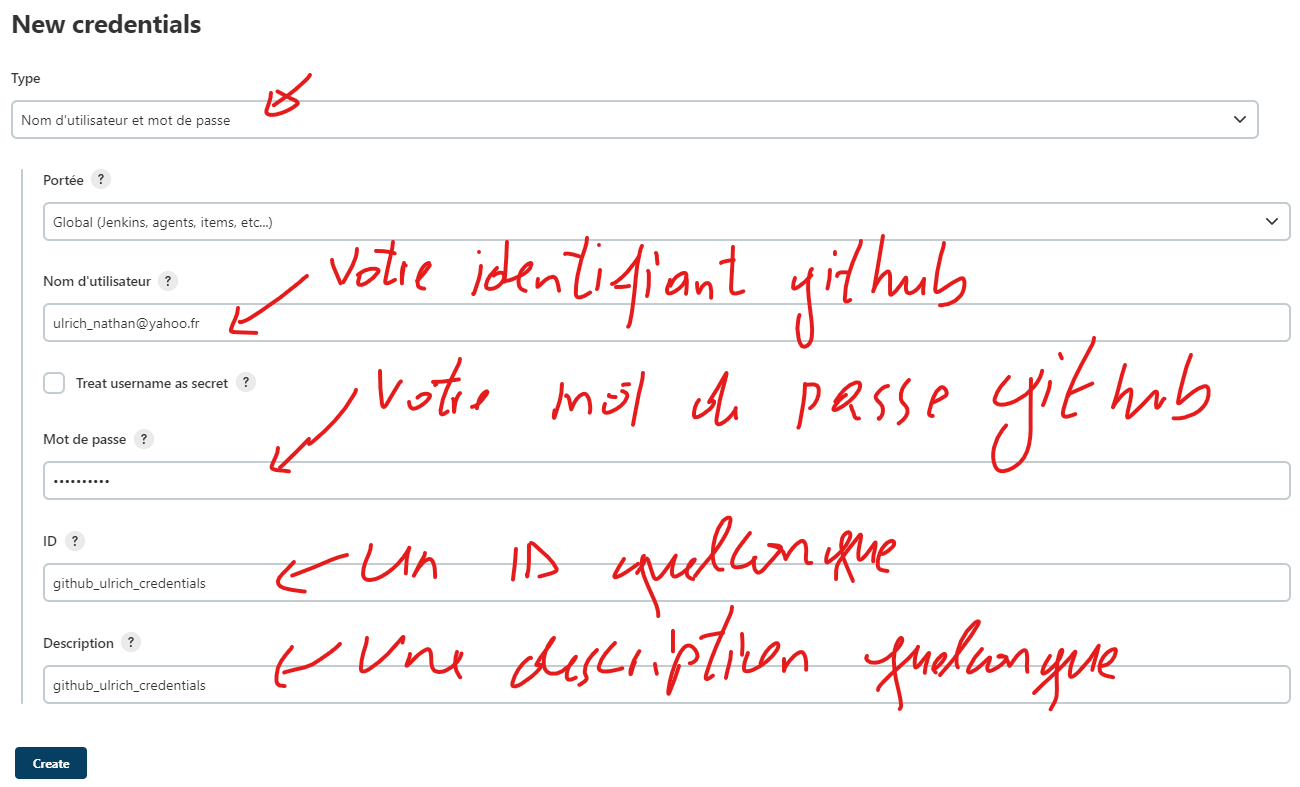 New credentials
Type
Nom d'utilisateur et mot de passe
Portée ?
Global (Jenkins, agents, items, etc...)
Votre identifiant github
Nom d'utilisateur ?
ulrich_nathan@yahoo.fr
Treat username as secret ?
Votre mot de passe github
Mot de passe ?
••••••••••
ID ?
Un ID quelconque
github_ulrich_credentials
Description ?
Une description quelconque
github_ulrich_credentials
Create